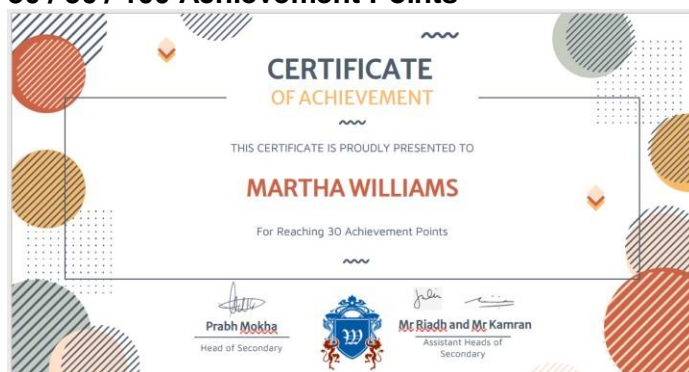 CERTIFICATE
OF ACHIEVEMENT
THIS CERTIFICATE IS PROUDLY PRESENTED TO
MARTHA WILLIAMS
For Reaching 30 Achievement Points
Prabh Mokha
Mr Riadh and Mr Kamran
Head of Secondary
Assistant Heads of
Secondary